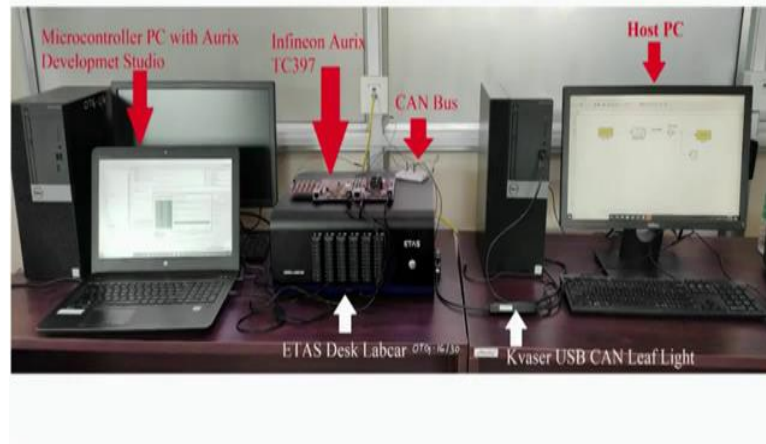 Microcontroller PC with Aurix
Developmet Studio
Infineon Aurix
TC397
CAN Bus
Host PC
ETAS
ETAS Desk Labcar
Kvaser USB CAN Leaf Light